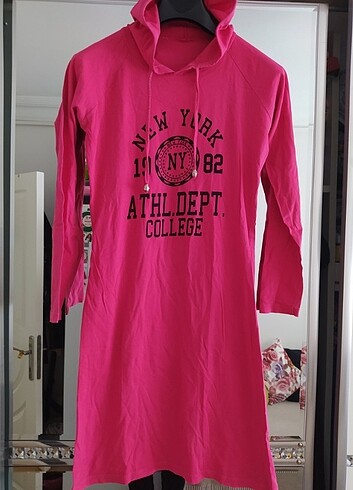 NEW YORK
19 NY 82
ATHL.DEPT.
COLLEGE